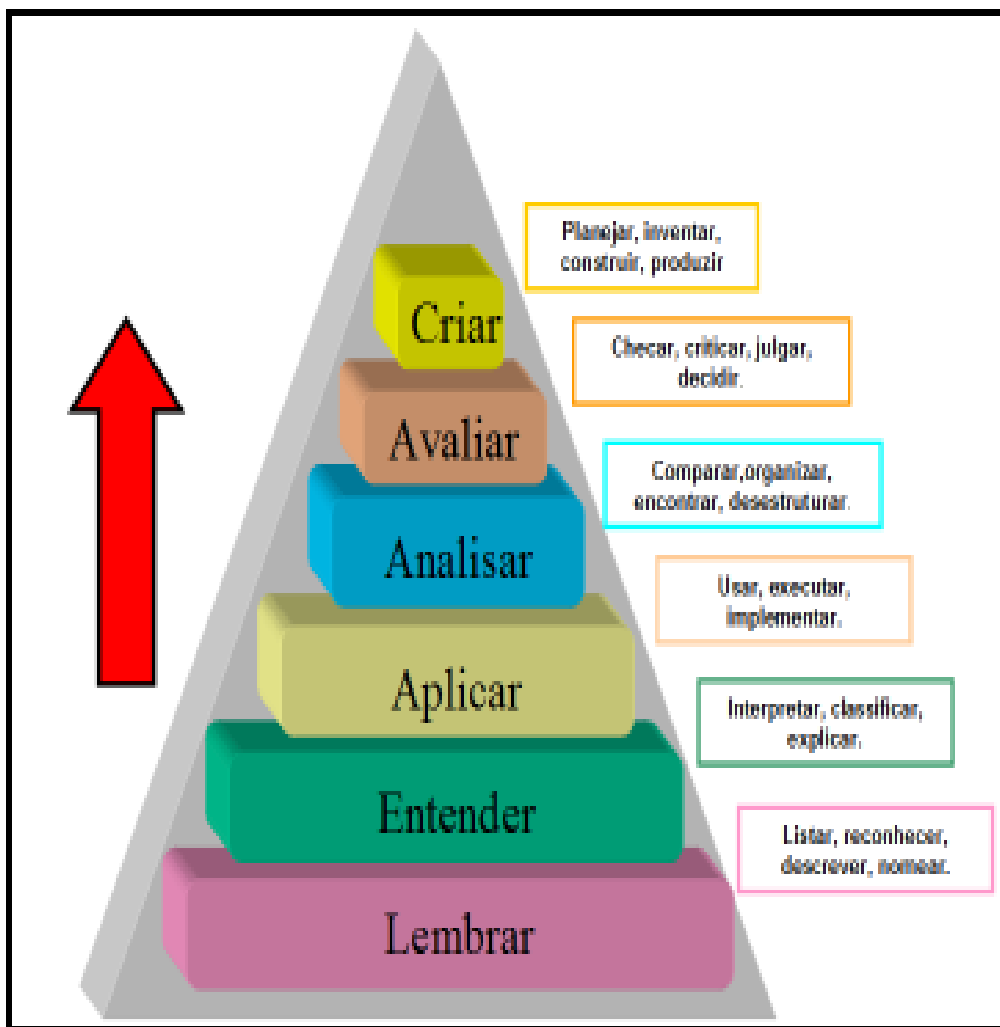 Planejar, inventar,
construir, produzir
Criar
Checar, criticar, julgar,
decidir.
Avaliar
Comparar,organizar,
encontrar, desestruturar.
Analisar
Usar, executar,
implementar.
Aplicar
Interpretar, classificar,
explicar.
Entender
Listar, reconhecer,
descrever, nomear.
Lembrar